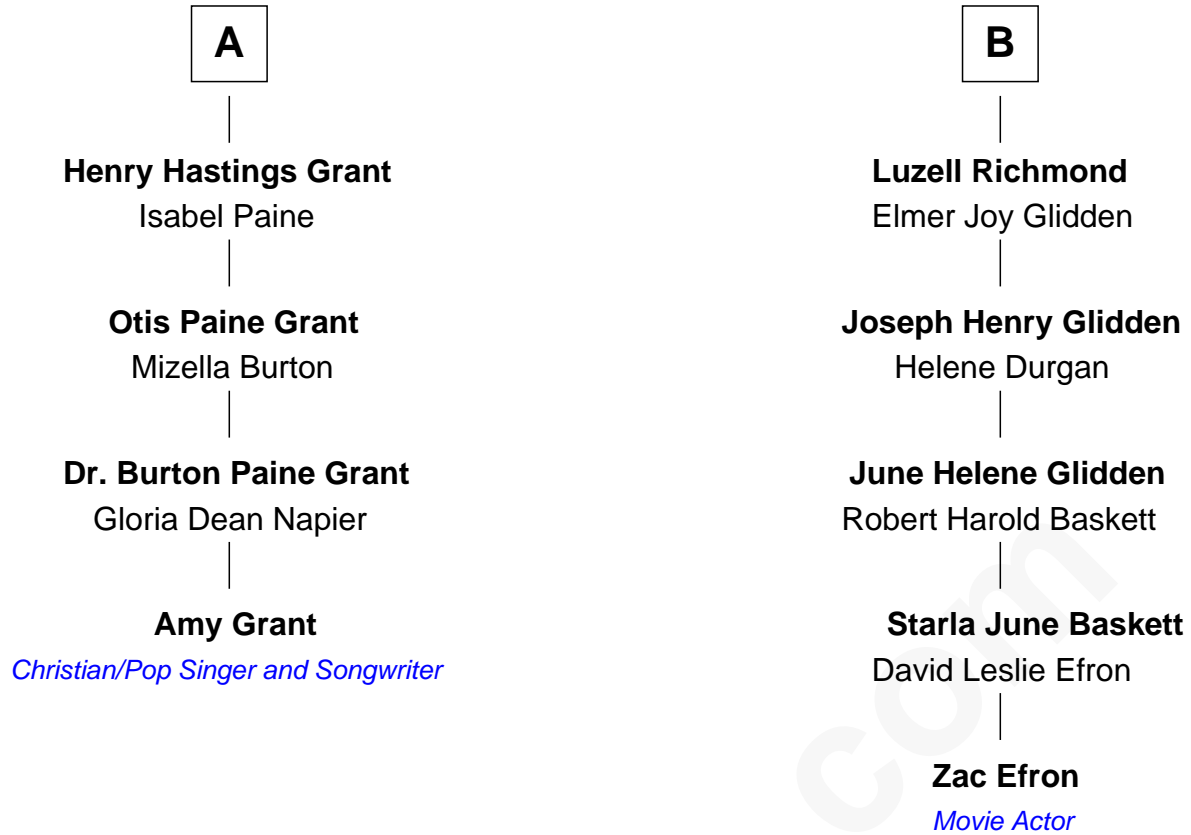 A
Henry Hastings Grant
Isabel Paine
Otis Paine Grant
Mizella Burton
Dr. Burton Paine Grant
Gloria Dean Napier
Amy Grant
Christian/Pop Singer and Songwriter
B
Luzell Richmond
Elmer Joy Glidden
Joseph Henry Glidden
Helene Durgan
June Helene Glidden
Robert Harold Baskett
Starla June Baskett
David Leslie Efron
Zac Efron
Movie Actor
com